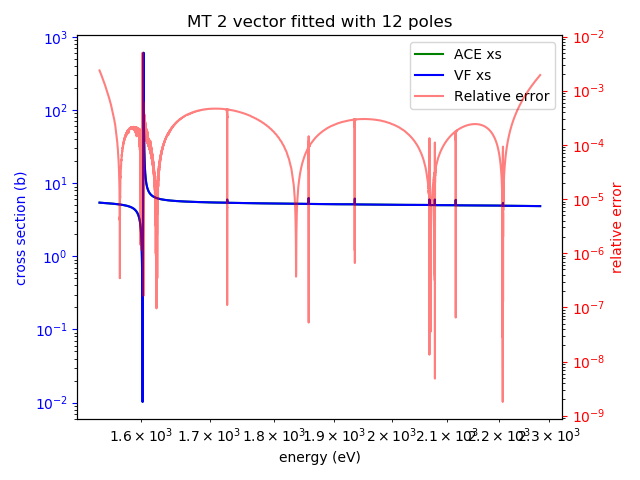 MT 2 vector fitted with 12 poles
ACE xs
VF xs
Relative error
cross section (b)
10³
10²
10¹
10⁰
10⁻¹
10⁻²
relative error
10⁻²
10⁻³
10⁻⁴
10⁻⁵
10⁻⁶
10⁻⁷
10⁻⁸
10⁻⁹
1.6 × 10³ 1.7 × 10³ 1.8 × 10³ 1.9 × 10³ 2 × 10³ 2.1 × 10³ 2.2 × 10³ 2.3 × 10³
energy (eV)